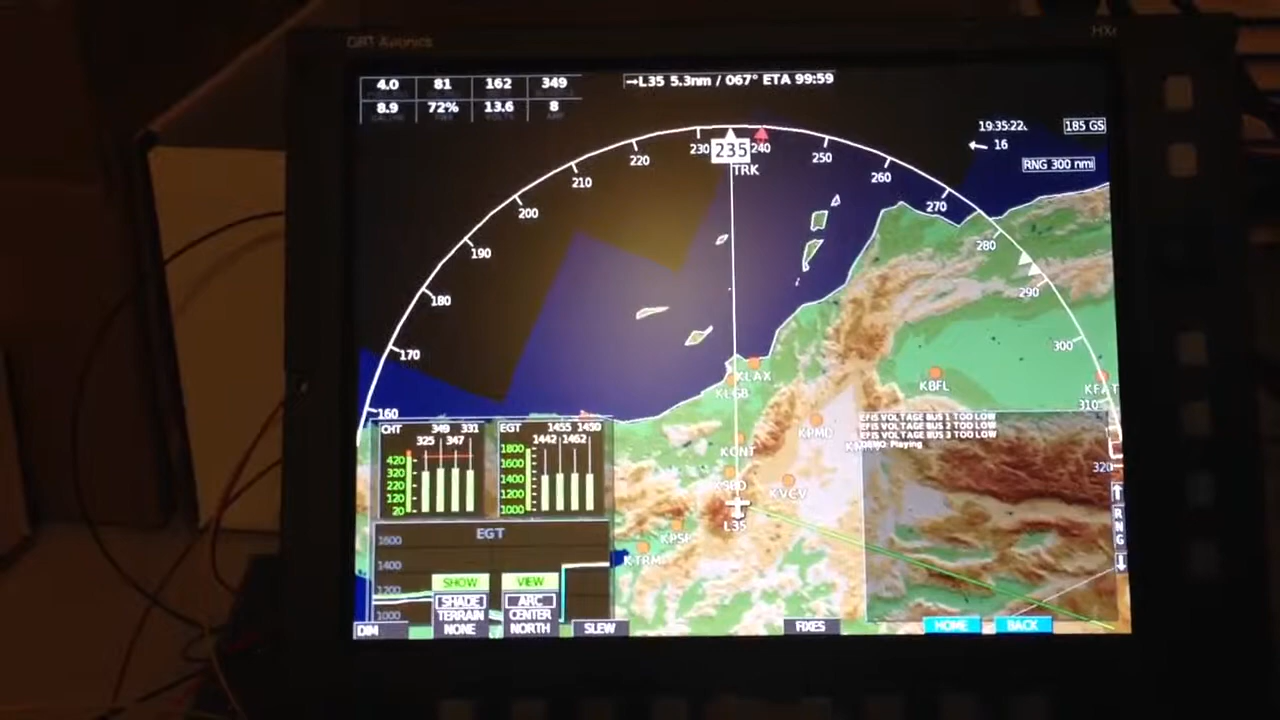 GRT Avionics
4.0 81 162 349
8.9 72% 13.6 8
→L35 5.3nm / 067° ETA 99:59
19:35:22L
185 GS
16
RNG 300 nmi
160 170 180 190 200 210 220 230 235 240 250 260 270 280 290 300 310 320
TRK
KLAX
KLGB
KBFL
KFAT
KPMD
KONT
KSBD
KVCV
L35
KPSP
KTRM
EFIS VOLTAGE BUS 1 TOO LOW
EFIS VOLTAGE BUS 2 TOO LOW
EFIS VOLTAGE BUS 3 TOO LOW
DEMO: Playing
CHT 349 331
325 347
420
320
220
120
20
EGT 1455 1450
1442 1462
1800
1600
1400
1200
1000
EGT
1600
1400
1200
1000
SHOW
SHADE
TERRAIN
NONE
VIEW
ARC
CENTER
NORTH
RNG
DIM
SLEW
FIXES
HOME
BACK